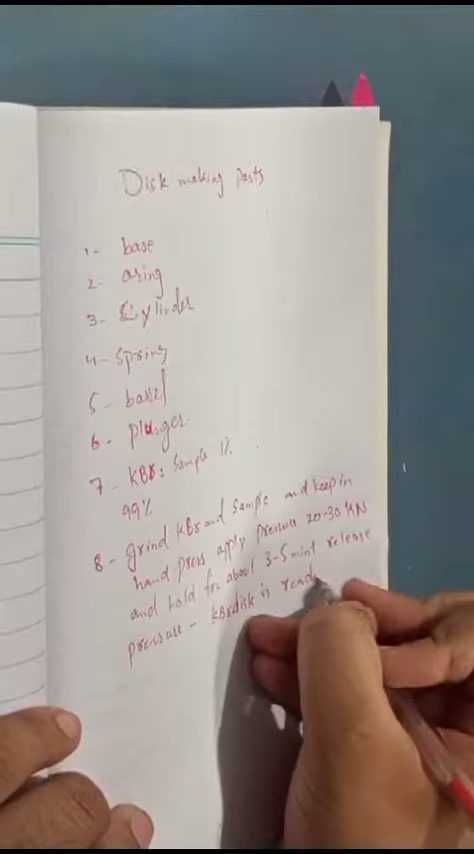 Disk making parts
1- base
2- oring
3- Cylinder
4- Spring
5- barel
6- plunger
7- KBr: Sample 1%
99%
8- grind KBr and Sample and keep in
hand press apply pressure 20-30 KN
and hold for about 3-5 mint release
pressure - KBr disk is ready